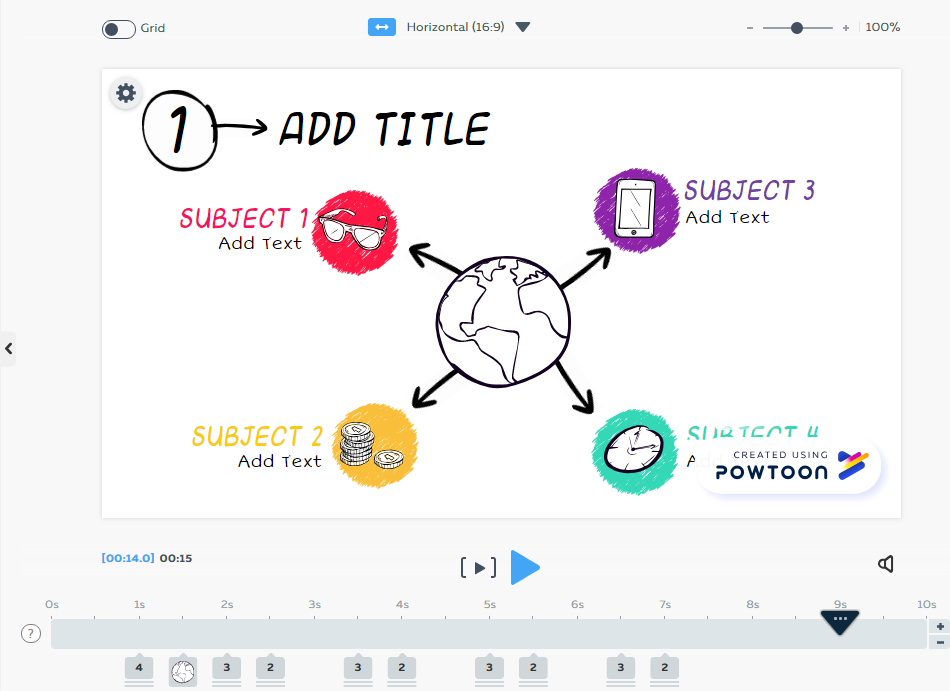 Grid
Horizontal (16:9)
100%
1
ADD TITLE
SUBJECT 1
Add Text
SUBJECT 3
Add Text
SUBJECT 2
Add Text
SUBJECT 4
CREATED USING
POWTOON
[00:14.0] 00:15
0s 1s 2s 3s 4s 5s 6s 7s 8s 9s 10s
?
4 3 2 3 2 3 2 3 2